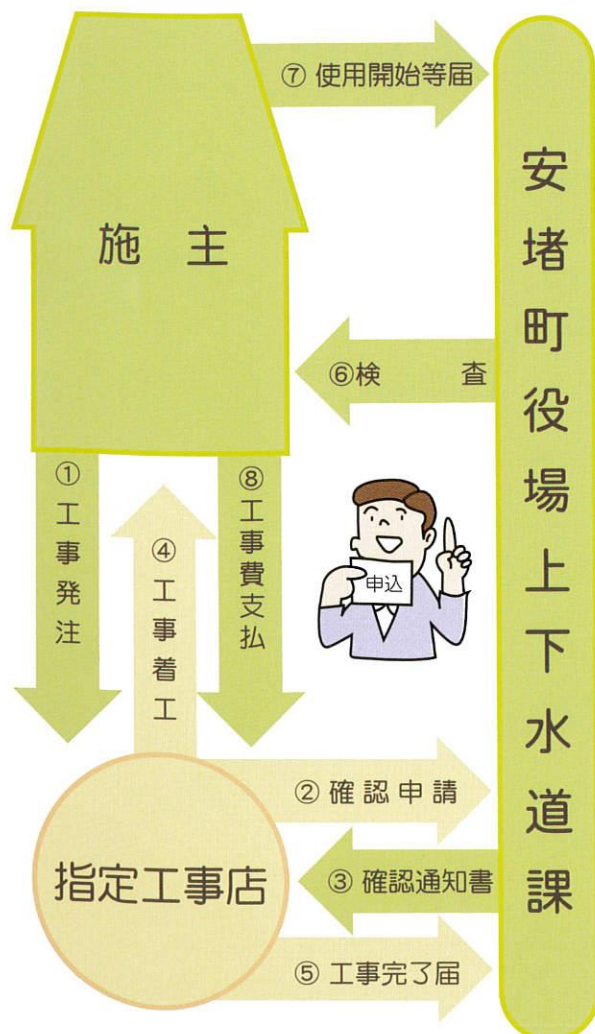 ⑦ 使用開始等届
施 主
安堵町役場上下水道課
⑥検 査
①工事発注
④工事着工
⑧工事費支払
申込
② 確認申請
指定工事店
③ 確認通知書
⑤ 工事完了届